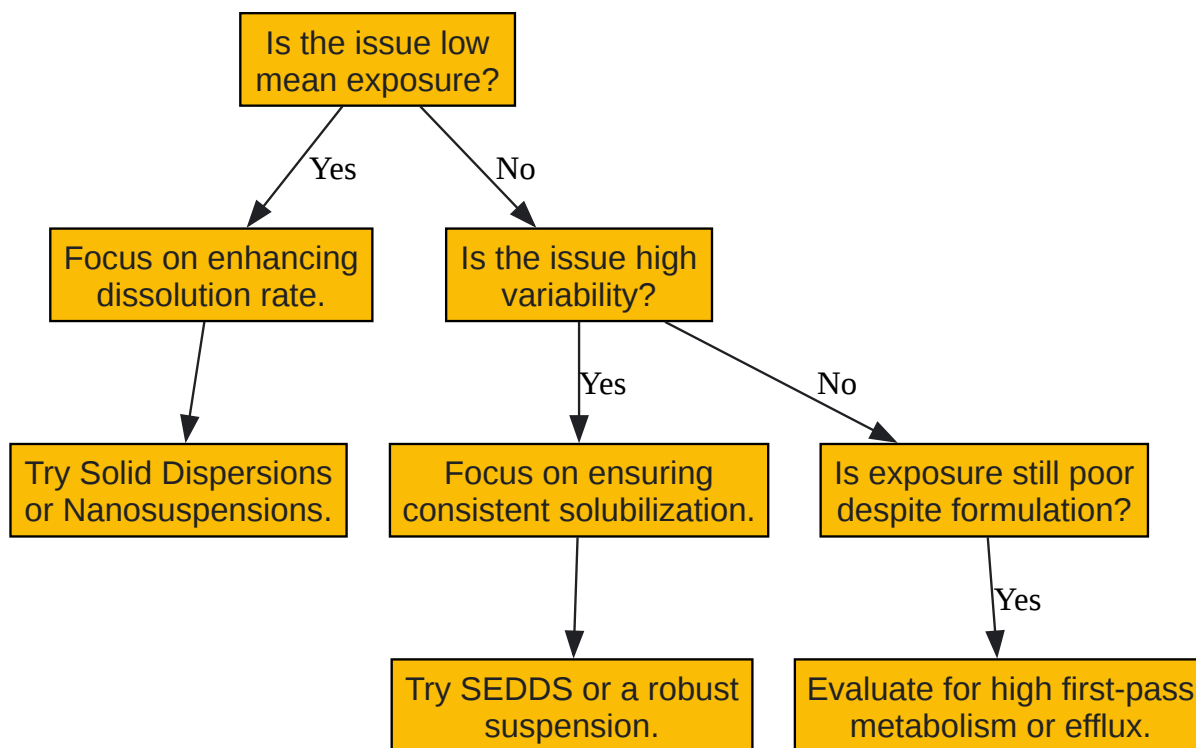 Is the issue low
mean exposure?
Yes
No
Focus on enhancing
dissolution rate.
Is the issue high
variability?
Yes
No
Try Solid Dispersions
or Nanosuspensions.
Focus on ensuring
consistent solubilization.
Is exposure still poor
despite formulation?
Yes
Try SEDDS or a robust
suspension.
Evaluate for high first-pass
metabolism or efflux.